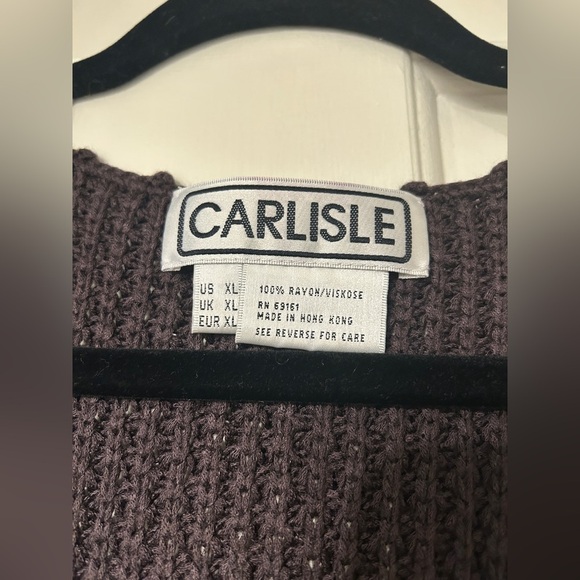 CARLISLE
US XL
UK XL
EUR XL
100% RAYON/VISKOSE
RN 69161
MADE IN HONG KONG
SEE REVERSE FOR CARE